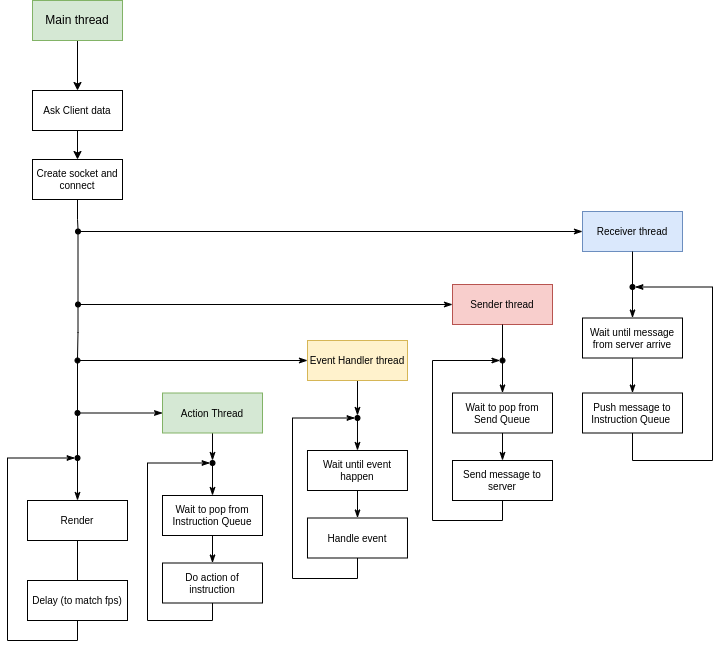 Main thread
Ask Client data
Create socket and
connect
Receiver thread
Sender thread
Event Handler thread
Action Thread
Wait until message
from server arrive
Push message to
Instruction Queue
Wait to pop from
Send Queue
Send message to
server
Wait until event
happen
Handle event
Wait to pop from
Instruction Queue
Do action of
instruction
Render
Delay (to match fps)